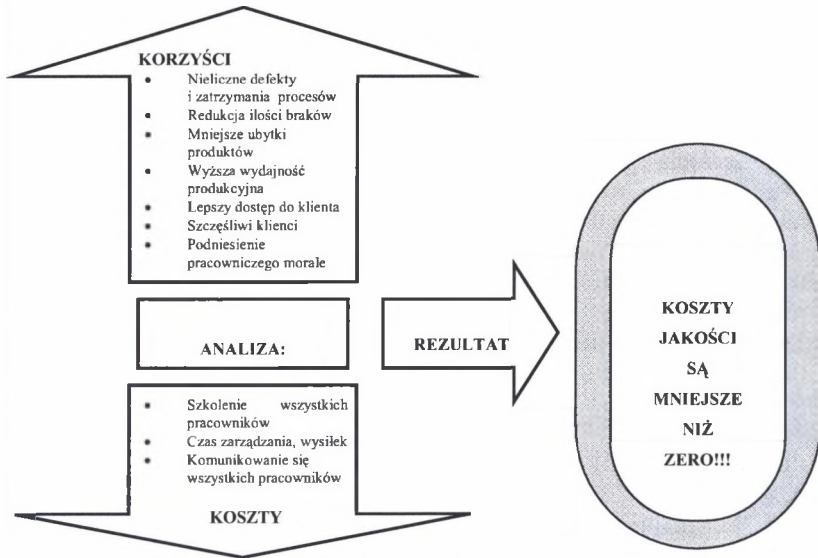 KORZYŚCI
• Nieliczne defekty
i zatrzymania procesów
• Redukcja ilości braków
• Mniejsze ubytki
produktów
• Wyższa wydajność
produkcyjna
• Lepszy dostęp do klienta
• Szczęśliwi klienci
• Podniesienie
pracowniczego morale
ANALIZA:
REZULTAT
• Szkolenie wszystkich
pracowników
• Czas zarządzania, wysiłek
• Komunikowanie się
wszystkich pracowników
KOSZTY
KOSZTY
JAKOŚCI
SĄ
MNIEJSZE
NIŻ
ZERO!!!